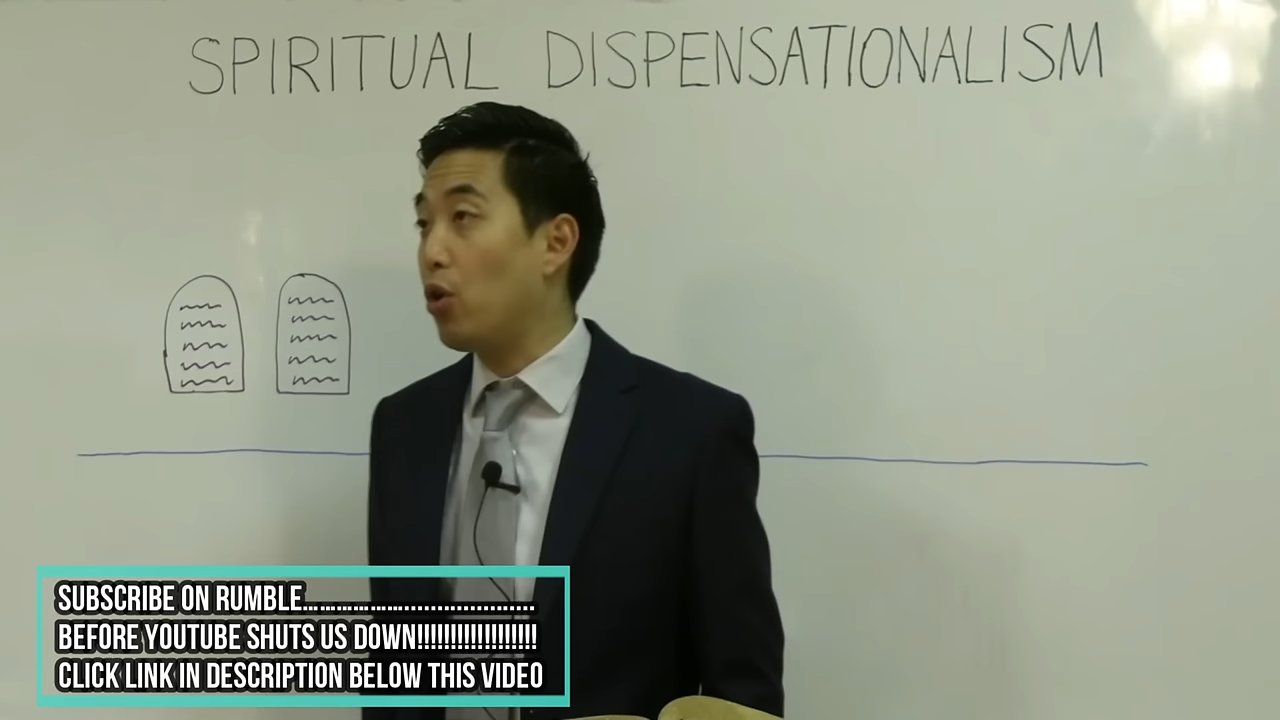 SPIRITUAL DISPENSATIONALISM
SUBSCRIBE ON RUMBLE………………......................
BEFORE YOUTUBE SHUTS US DOWN!!!!!!!!!!!!!!!!!!!
CLICK LINK IN DESCRIPTION BELOW THIS VIDEO